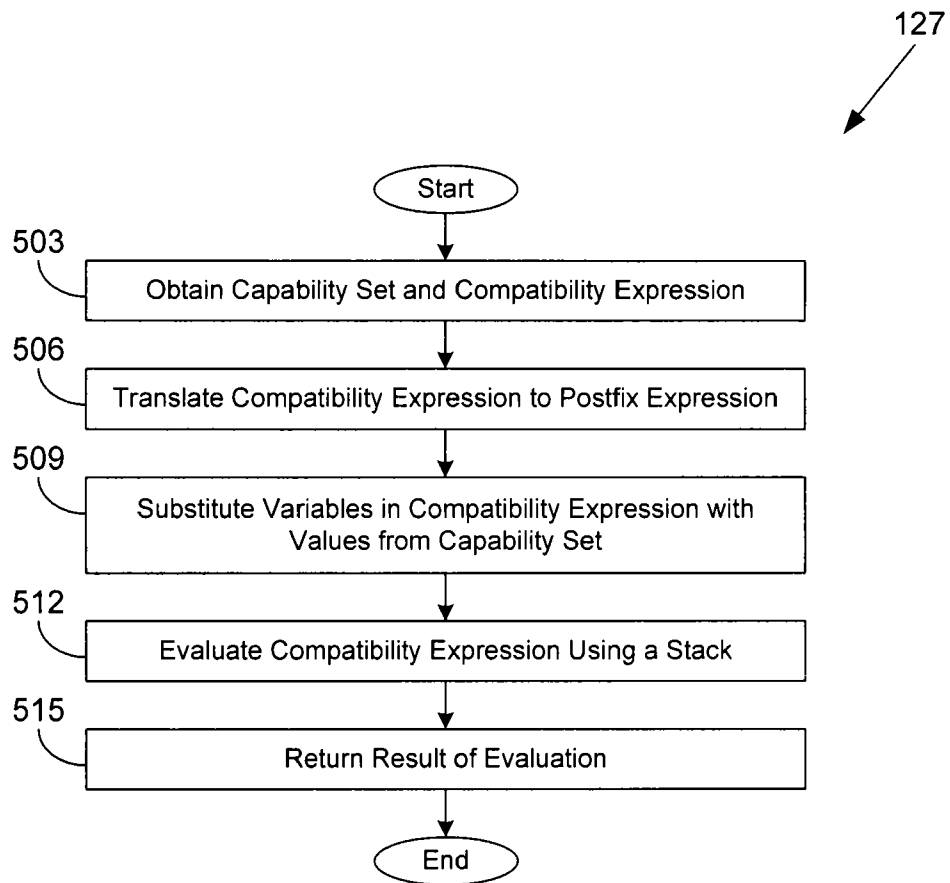 127
Start
503
Obtain Capability Set and Compatibility Expression
506
Translate Compatibility Expression to Postfix Expression
509
Substitute Variables in Compatibility Expression with
Values from Capability Set
512
Evaluate Compatibility Expression Using a Stack
515
Return Result of Evaluation
End